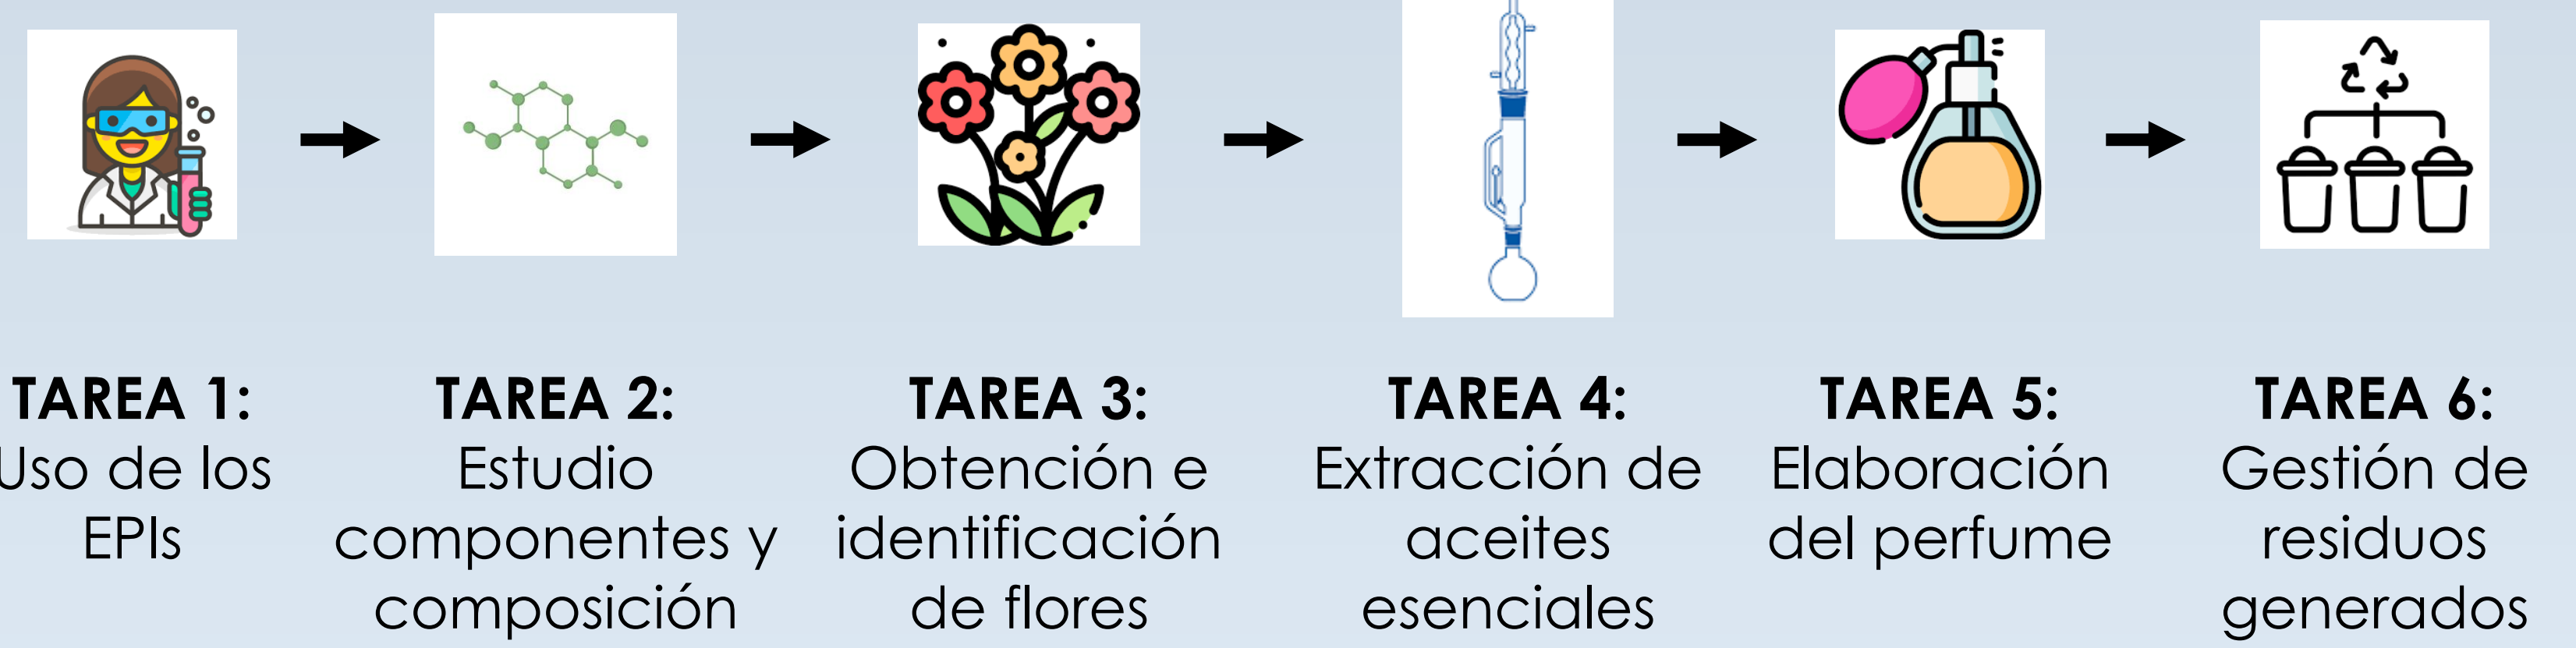 TAREA 1:
Uso de los
EPIs
TAREA 2:
Estudio
componentes y
composición
TAREA 3:
Obtención e
identificación
de flores
TAREA 4:
Extracción de
aceites
esenciales
TAREA 5:
Elaboración
del perfume
TAREA 6:
Gestión de
residuos
generados